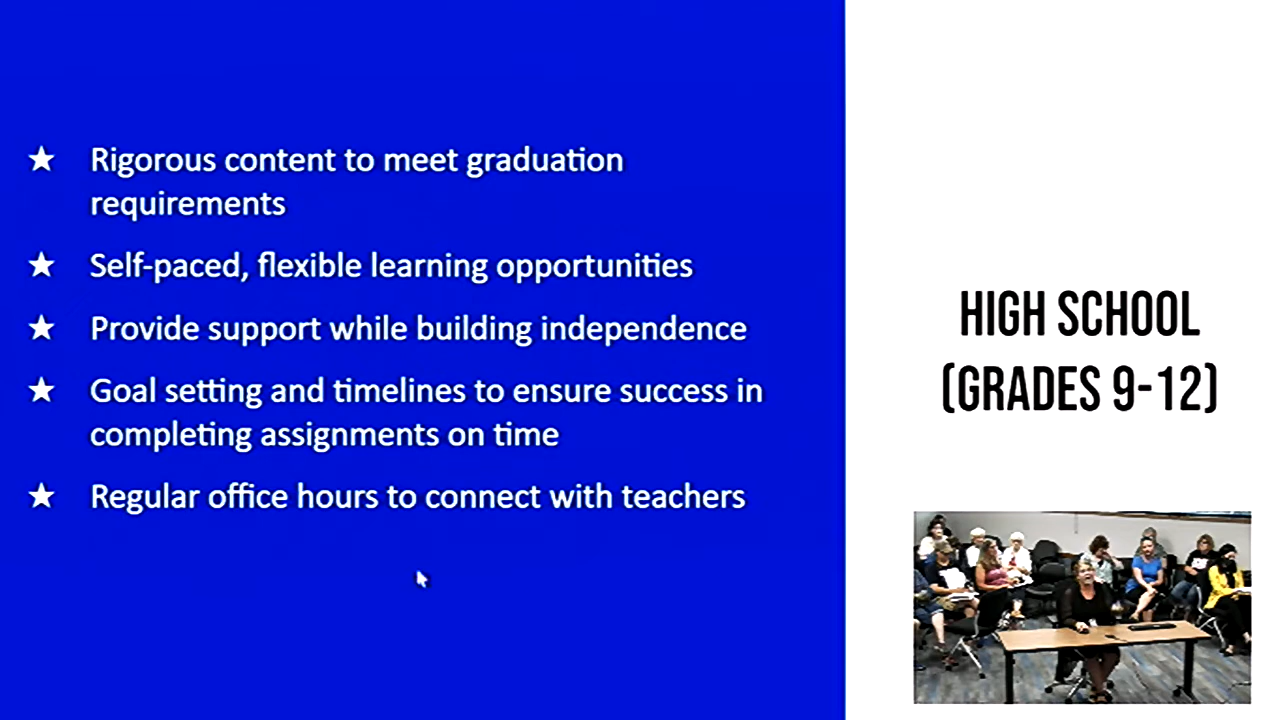 ★ Rigorous content to meet graduation
requirements
★ Self-paced, flexible learning opportunities
★ Provide support while building independence
★ Goal setting and timelines to ensure success in
completing assignments on time
★ Regular office hours to connect with teachers
HIGH SCHOOL
(GRADES 9-12)